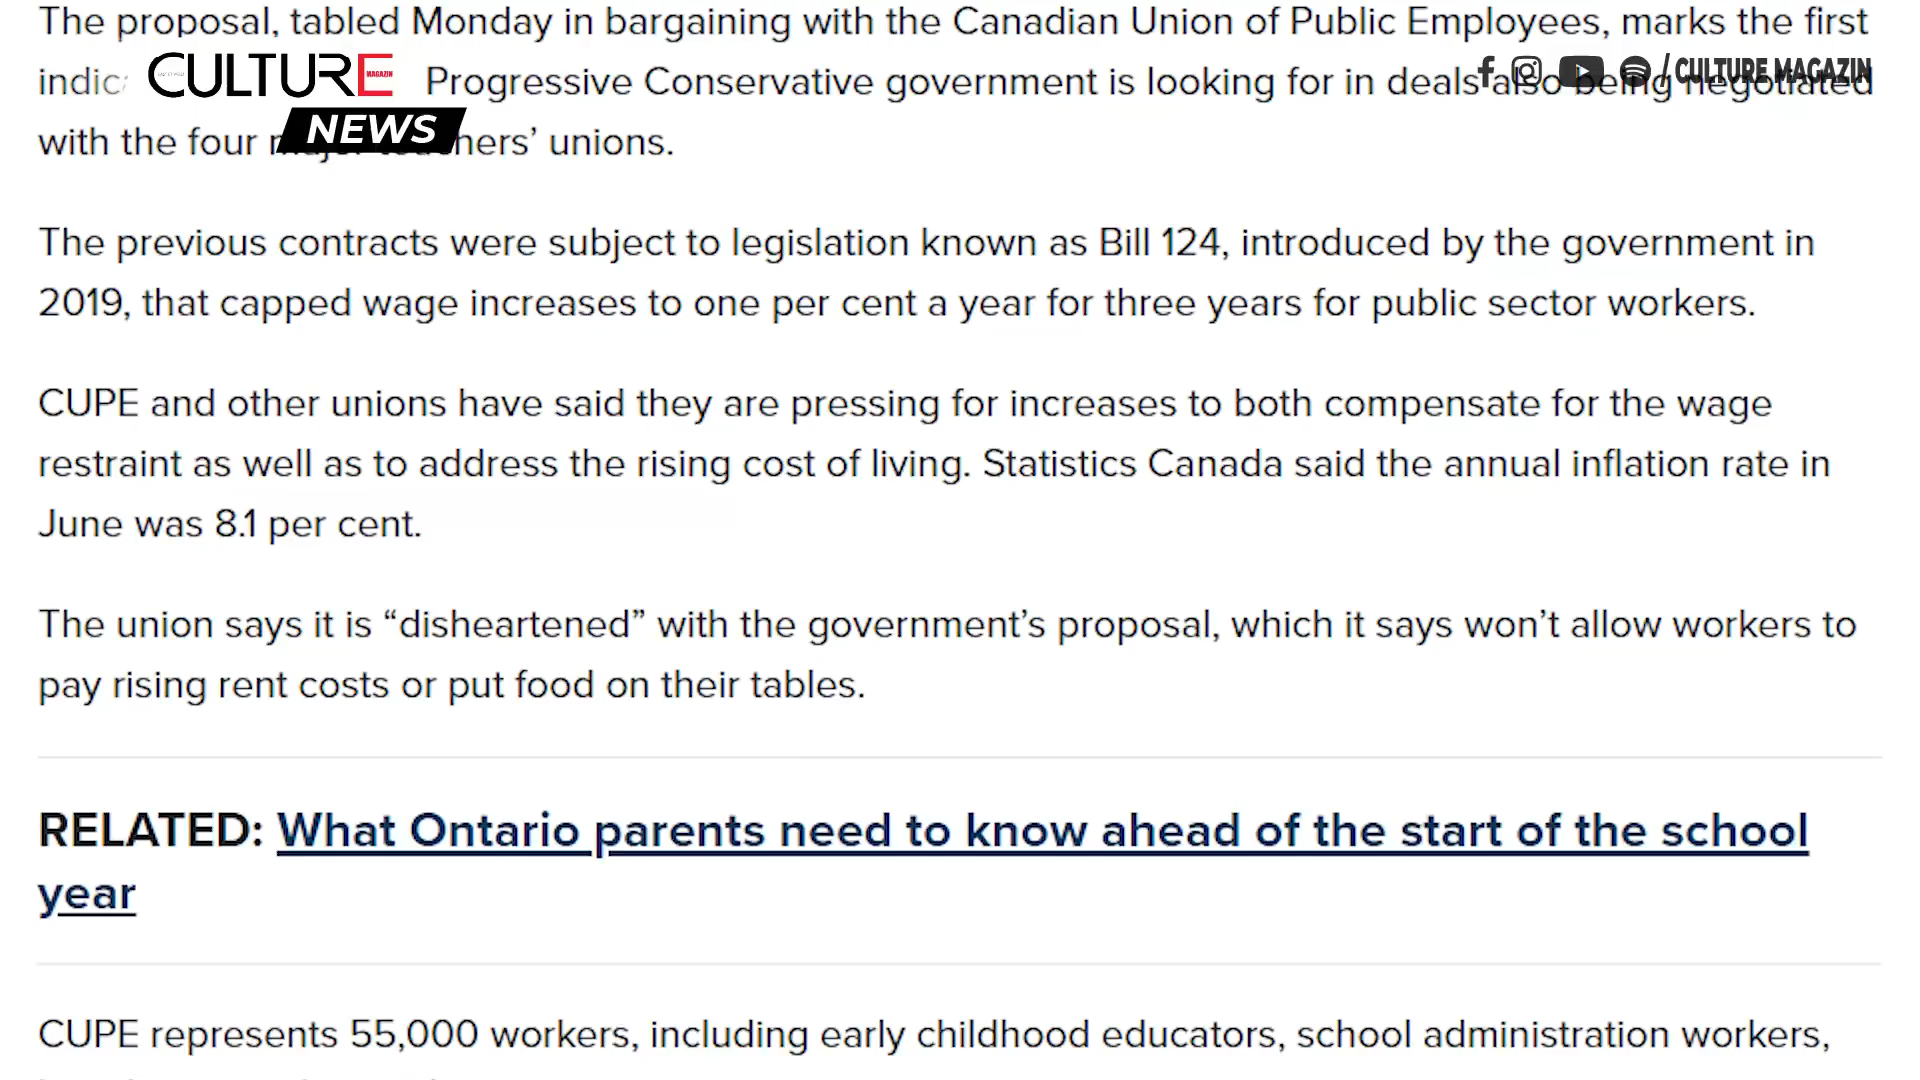 The proposal, tabled Monday in bargaining with the Canadian Union of Public Employees, marks the first
CULTURE
MAGAZIN
NEWS
/ CULTURE MAGAZIN
Progressive Conservative government is looking for in deals also being negotiated
with the four major teachers’ unions.
The previous contracts were subject to legislation known as Bill 124, introduced by the government in
2019, that capped wage increases to one per cent a year for three years for public sector workers.
CUPE and other unions have said they are pressing for increases to both compensate for the wage
restraint as well as to address the rising cost of living. Statistics Canada said the annual inflation rate in
June was 8.1 per cent.
The union says it is “disheartened” with the government’s proposal, which it says won’t allow workers to
pay rising rent costs or put food on their tables.
RELATED: What Ontario parents need to know ahead of the start of the school
year
CUPE represents 55,000 workers, including early childhood educators, school administration workers,